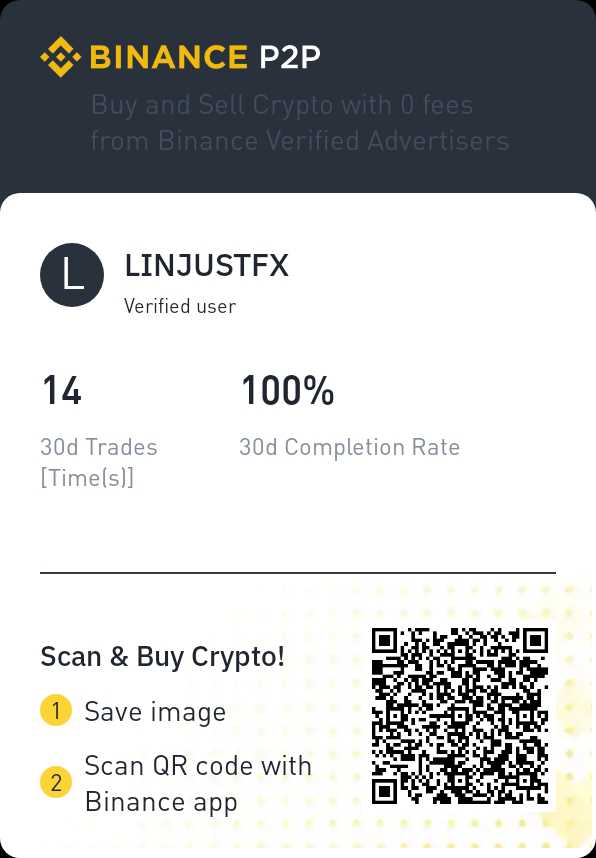 BINANCE P2P
Buy and Sell Crypto with 0 fees
from Binance Verified Advertisers
L
LINJUSTFX
Verified user
14
100%
30d Trades
[Time(s)]
30d Completion Rate
Scan & Buy Crypto!
1 Save image
2 Scan QR code with
Binance app